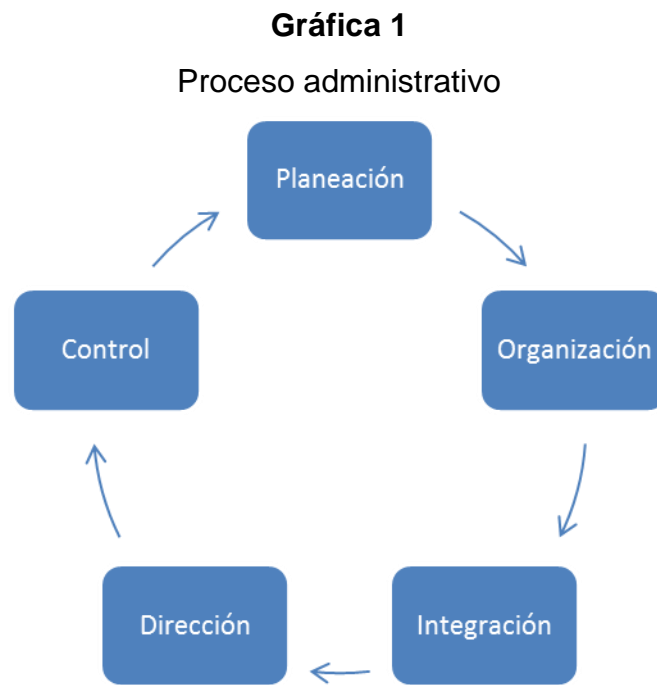 Gráfica 1
Proceso administrativo
Planeación
Organización
Integración
Dirección
Control